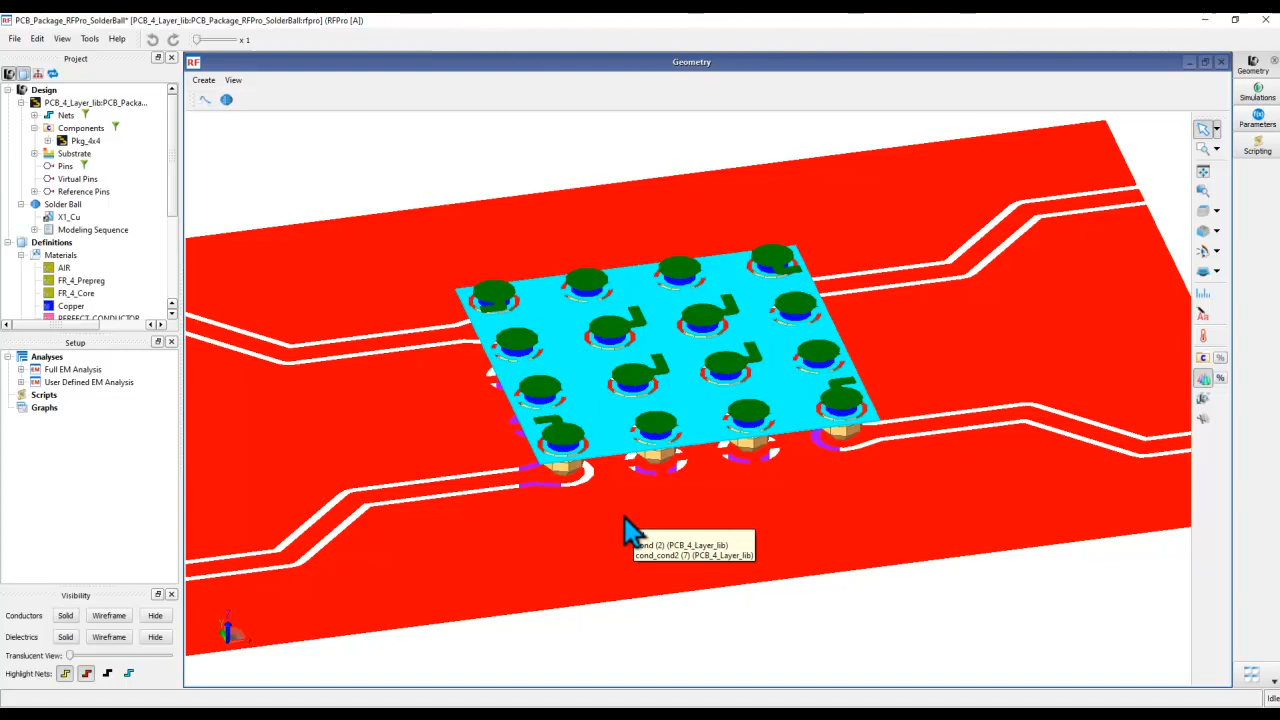 RF PCB_Package_RFPro_SolderBall* [PCB_4_Layer_lib:PCB_Package_RFPro_SolderBall:rfpro] (RFPro [A])
File Edit View Tools Help
x 1
Project
Design
PCB_4_Layer_lib:PCB_Packa...
Nets
Components
Pkg_4x4
Substrate
Pins
Virtual Pins
Reference Pins
Solder Ball
X1_Cu
Modeling Sequence
Definitions
Materials
AIR
FR_4_Prepreg
FR_4_Core
Copper
PERFECT_CONDUCTOR
Setup
Analyses
Full EM Analysis
User Defined EM Analysis
Scripts
Graphs
Visibility
Conductors Solid Wireframe Hide
Dielectrics Solid Wireframe Hide
Translucent View:
Highlight Nets:
RF Geometry
Create View
(2) (PCB_4_Layer_lib)
cond_cond2 (7) (PCB_4_Layer_lib)
Geometry
Simulations
Parameters
Scripting
Idle